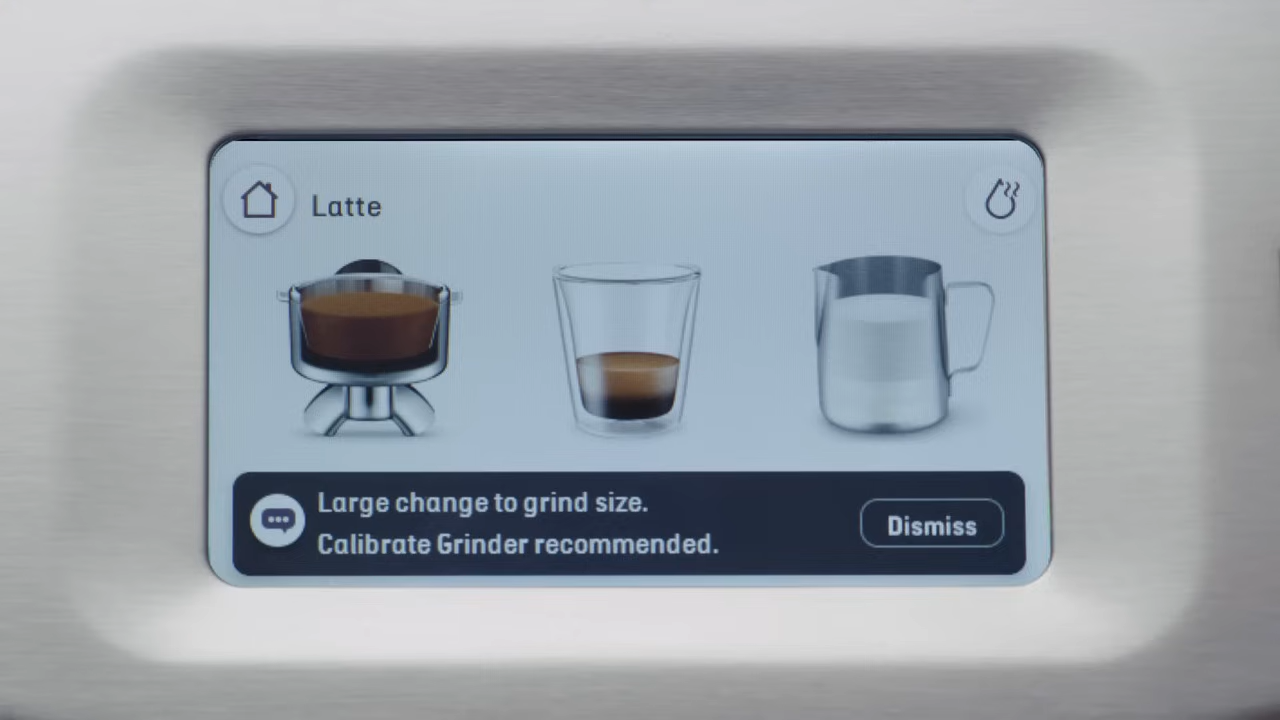 Latte
Large change to grind size.
Calibrate Grinder recommended.
Dismiss